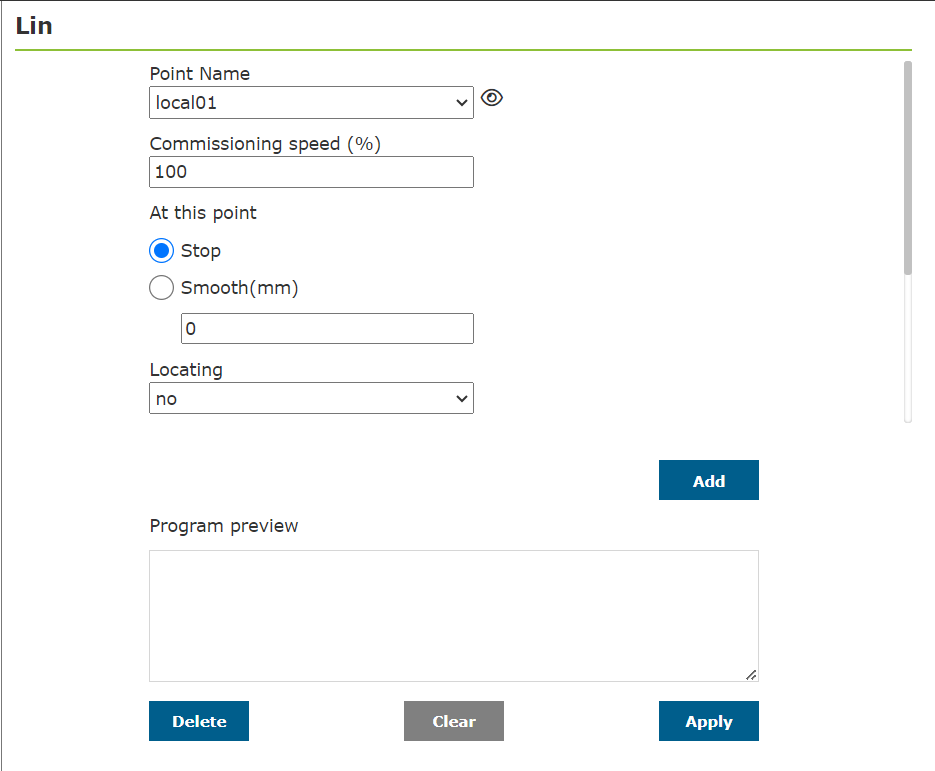 Lin
Point Name
local01
Commissioning speed (%)
100
At this point
Stop
Smooth(mm)
0
Locating
no
Add
Program preview
Delete
Clear
Apply